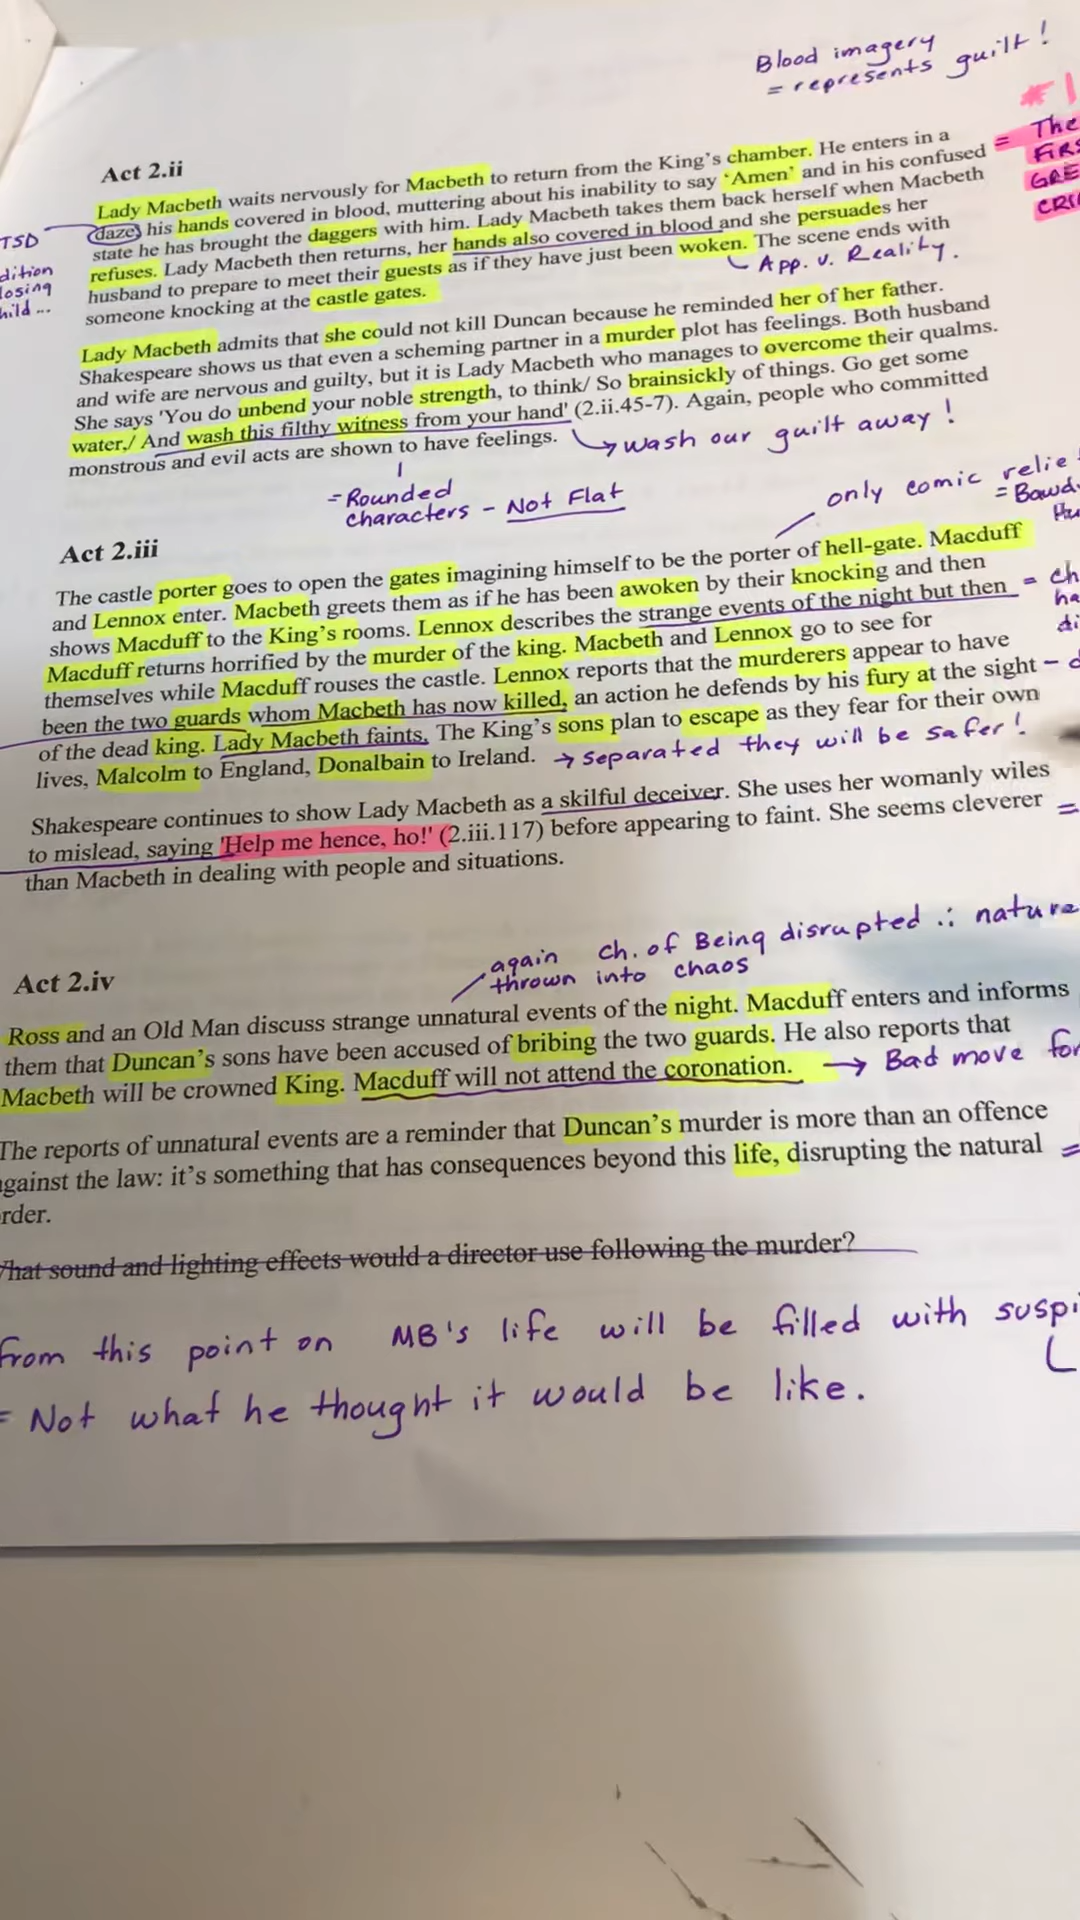 Blood imagery
= represents guilt!
#1
Act 2.ii
Lady Macbeth waits nervously for Macbeth to return from the King's chamber. He enters in a = The
daze, his hands covered in blood, muttering about his inability to say 'Amen' and in his confused FIRS
TSD state he has brought the daggers with him. Lady Macbeth takes them back herself when Macbeth GRE
dition refuses. Lady Macbeth then returns, her hands also covered in blood and she persuades her CRI
losing husband to prepare to meet their guests as if they have just been woken. The scene ends with
hild... someone knocking at the castle gates.
App. v. Reality.
Lady Macbeth admits that she could not kill Duncan because he reminded her of her father.
Shakespeare shows us that even a scheming partner in a murder plot has feelings. Both husband
and wife are nervous and guilty, but it is Lady Macbeth who manages to overcome their qualms.
She says 'You do unbend your noble strength, to think/ So brainsickly of things. Go get some
water,/ And wash this filthy witness from your hand' (2.ii.45-7). Again, people who committed
monstrous and evil acts are shown to have feelings.
→ wash our guilt away!
= Rounded
characters - Not Flat
only comic relie
= Bawd
Hu
Act 2.iii
The castle porter goes to open the gates imagining himself to be the porter of hell-gate. Macduff
and Lennox enter. Macbeth greets them as if he has been awoken by their knocking and then
shows Macduff to the King's rooms. Lennox describes the strange events of the night but then = ch
Macduff returns horrified by the murder of the king. Macbeth and Lennox go to see for ha
themselves while Macduff rouses the castle. Lennox reports that the murderers appear to have di
been the two guards whom Macbeth has now killed, an action he defends by his fury at the sight -
of the dead king. Lady Macbeth faints. The King's sons plan to escape as they fear for their own
lives, Malcolm to England, Donalbain to Ireland. → separated they will be safer!
Shakespeare continues to show Lady Macbeth as a skilful deceiver. She uses her womanly wiles
to mislead, saying 'Help me hence, ho!' (2.iii.117) before appearing to faint. She seems cleverer =
than Macbeth in dealing with people and situations.
again ch. of Being disrupted ∴ nature
thrown into chaos
Act 2.iv
Ross and an Old Man discuss strange unnatural events of the night. Macduff enters and informs
them that Duncan's sons have been accused of bribing the two guards. He also reports that
Macbeth will be crowned King. Macduff will not attend the coronation. → Bad move for
The reports of unnatural events are a reminder that Duncan's murder is more than an offence
gainst the law: it's something that has consequences beyond this life, disrupting the natural =
rder.
What sound and lighting effects would a director use following the murder?
From this point on MB's life will be filled with suspi
= Not what he thought it would be like.